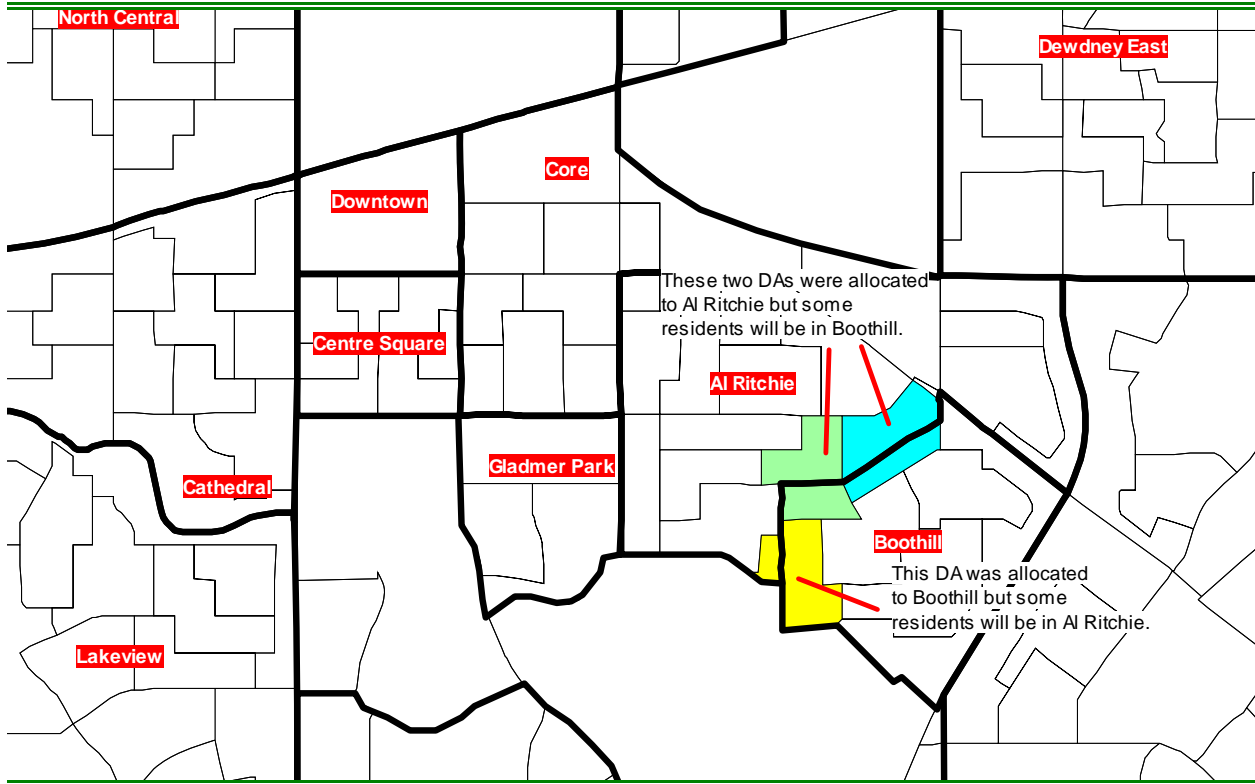 North Central
Dewdney East
Core
Downtown
These two DAs were allocated
to Al Ritchie but some
residents will be in Boothill.
Centre Square
Al Ritchie
Gladmer Park
Cathedral
Boothill
This DA was allocated
to Boothill but some
residents will be in Al Ritchie.
Lakeview